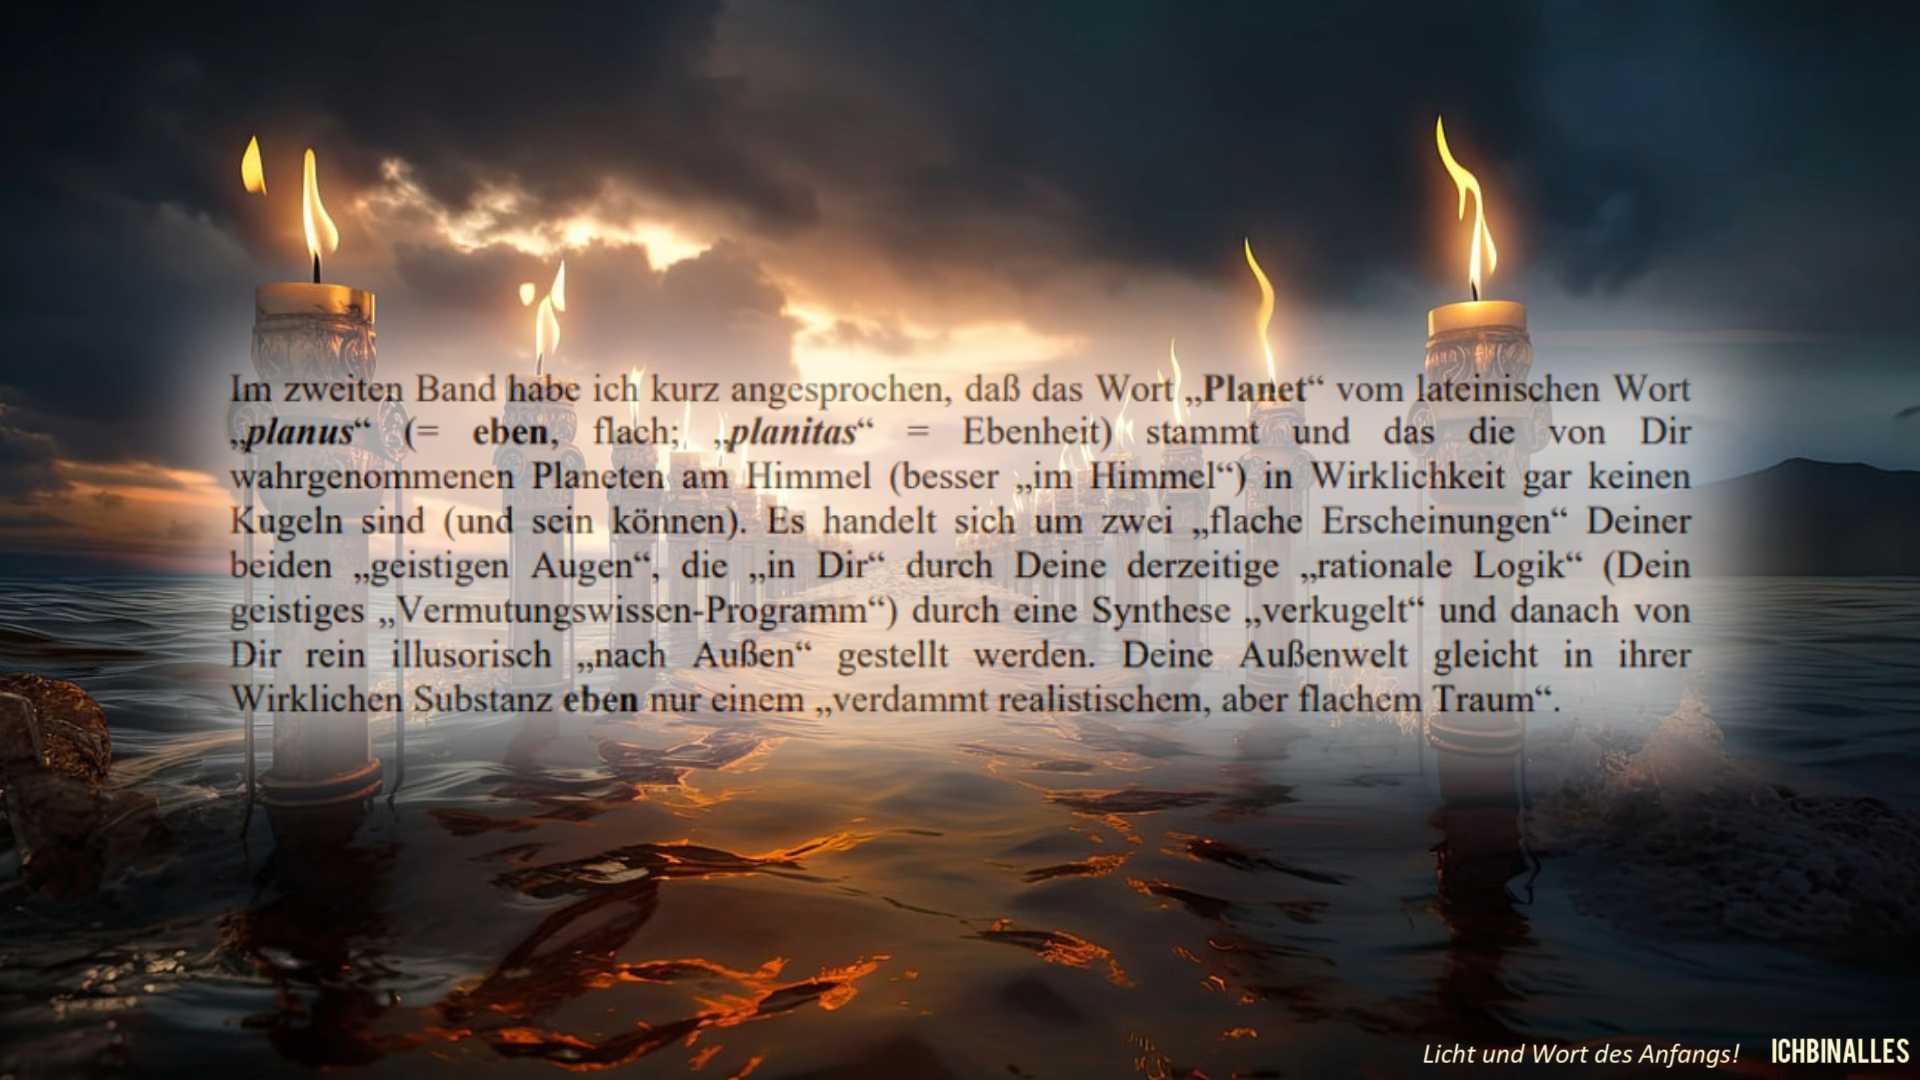 Im zweiten Band habe ich kurz angesprochen, daß das Wort „Planet“ vom lateinischen Wort
„planus“ (= eben, flach; „planitas“ = Ebenheit) stammt und das die von Dir
wahrgenommenen Planeten am Himmel (besser „im Himmel“) in Wirklichkeit gar keinen
Kugeln sind (und sein können). Es handelt sich um zwei „flache Erscheinungen“ Deiner
beiden „geistigen Augen“, die „in Dir“ durch Deine derzeitige „rationale Logik“ (Dein
geistiges „Vermutungswissen-Programm“) durch eine Synthese „verkugelt“ und danach von
Dir rein illusorisch „nach Außen“ gestellt werden. Deine Außenwelt gleicht in ihrer
Wirklichen Substanz eben nur einem „verdammt realistischem, aber flachem Traum“.
Licht und Wort des Anfangs! ICHBINALLES